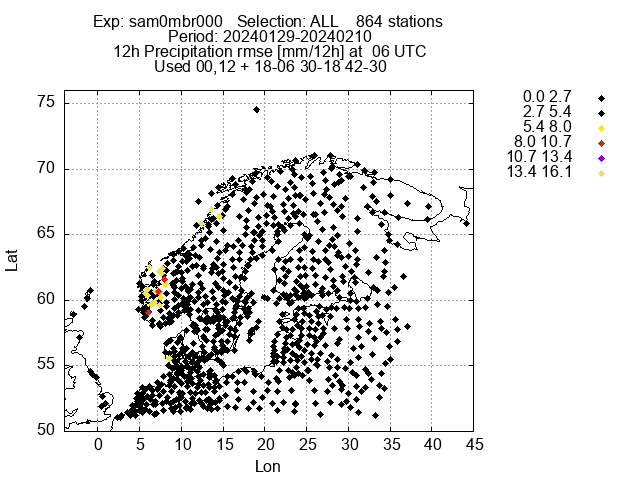 Exp: sam0mbr000   Selection: ALL    864 stations
Period: 20240129-20240210
12h Precipitation rmse [mm/12h] at  06 UTC
Used 00,12 + 18-06 30-18 42-30
0.0 2.7
2.7 5.4
5.4 8.0
8.0 10.7
10.7 13.4
13.4 16.1
75
70
65
60
55
50
Lat
0 5 10 15 20 25 30 35 40 45
Lon